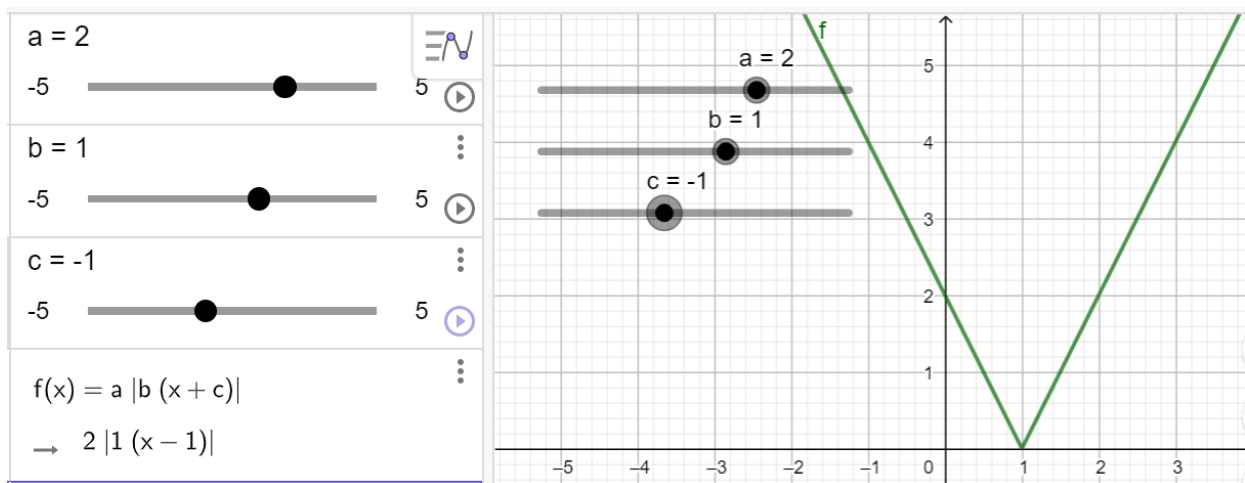 a = 2
-5 5
b = 1
-5 5
c = -1
-5 5
f(x) = a |b (x + c)|
→ 2 |1 (x − 1)|
f
a = 2
b = 1
c = -1
5
4
3
2
1
−5 −4 −3 −2 −1 0 1 2 3